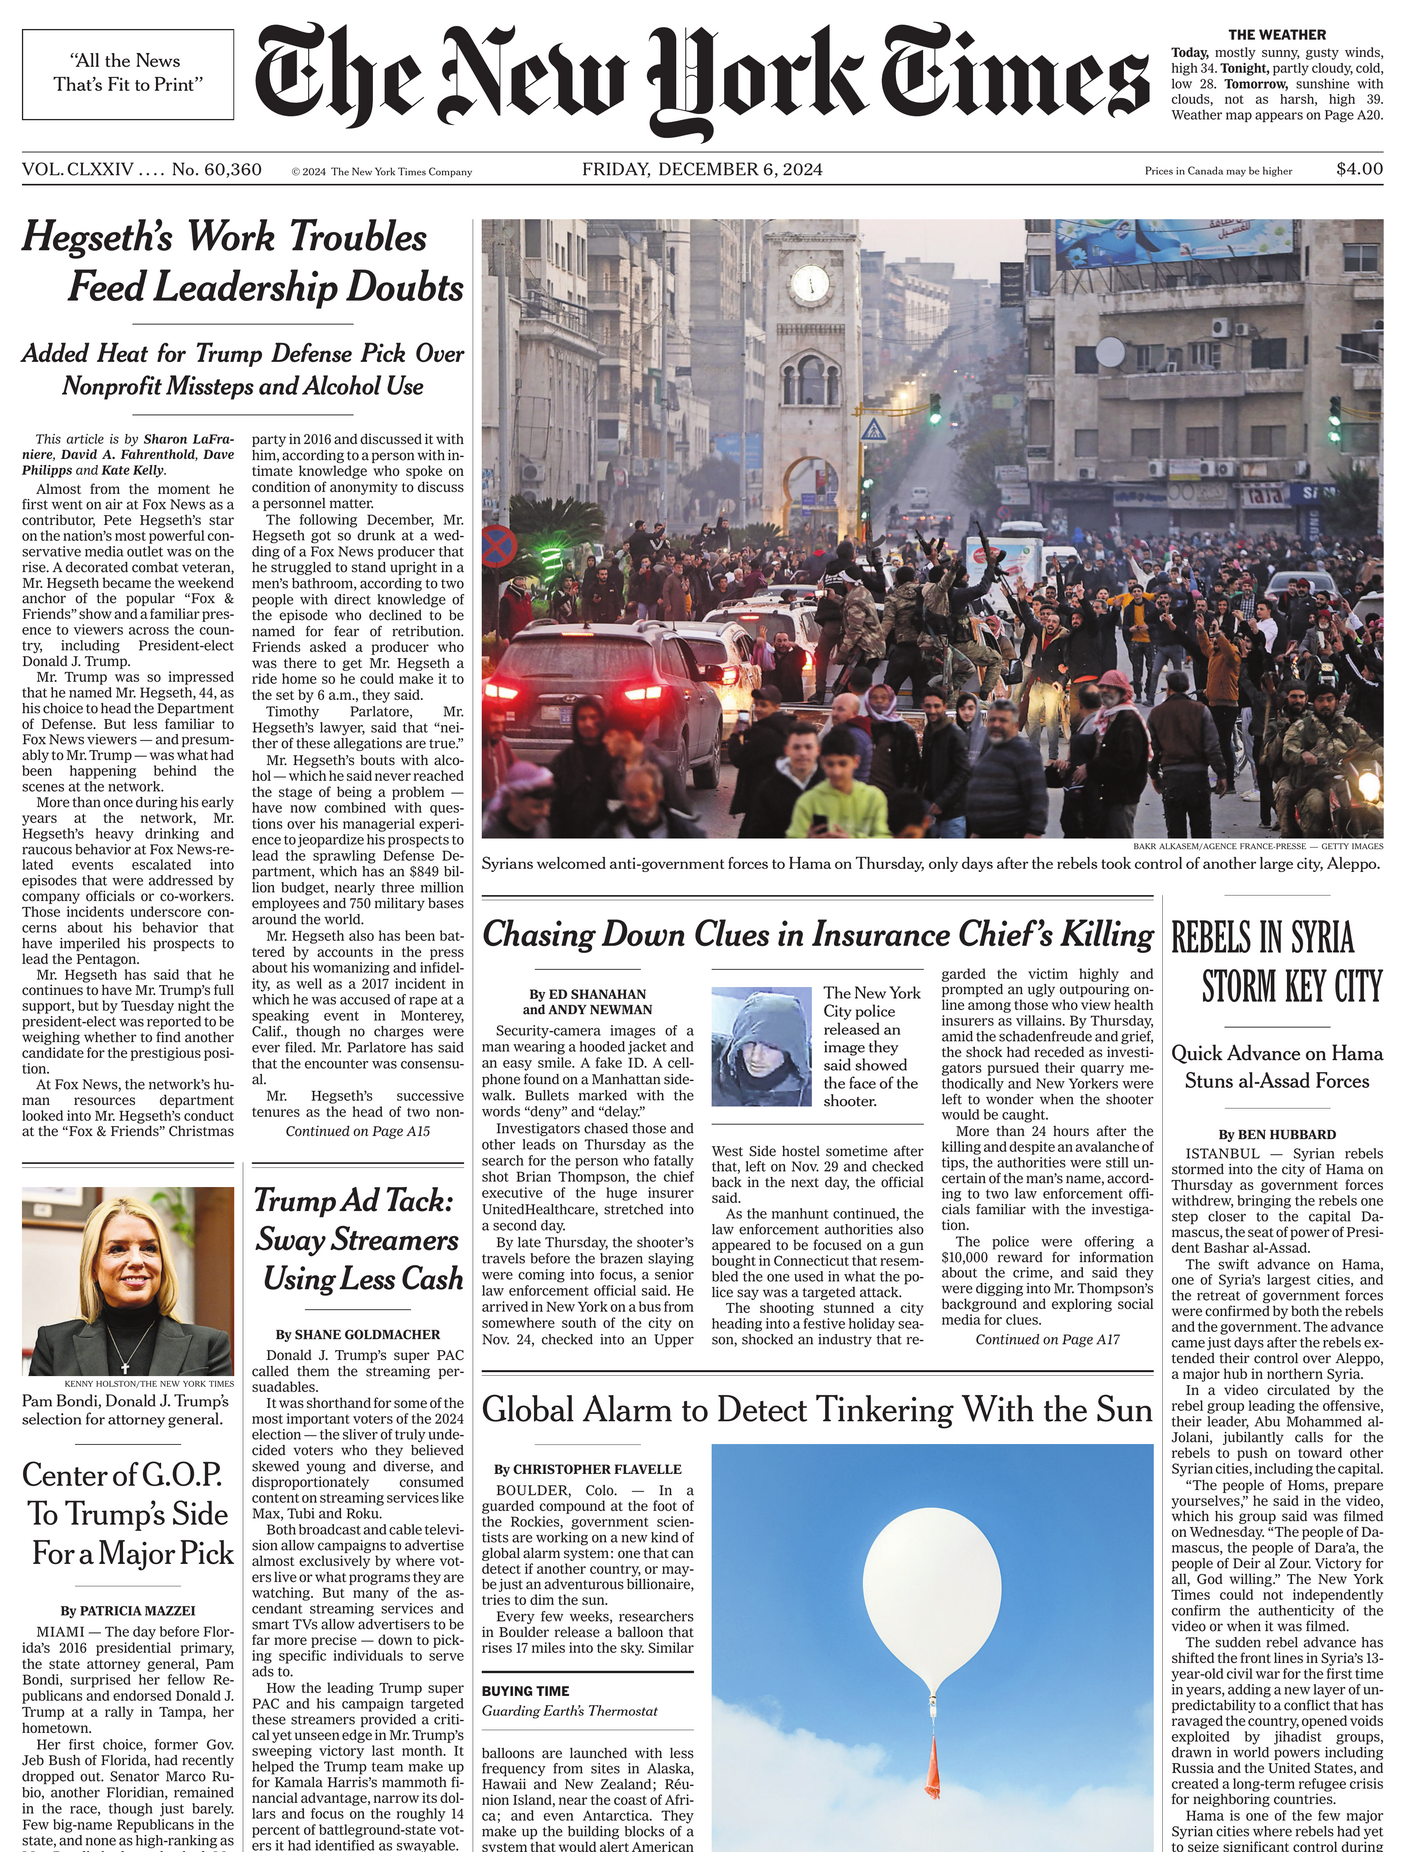 "All the News
That's Fit to Print"
The New York Times
THE WEATHER
Today, mostly sunny, gusty winds,
high 34. Tonight, partly cloudy, cold,
low 28. Tomorrow, sunshine with
clouds, not as harsh, high 39.
Weather map appears on Page A20.
VOL. CLXXIV .... No. 60,360
© 2024 The New York Times Company
FRIDAY, DECEMBER 6, 2024
Prices in Canada may be higher
$4.00
Hegseth's Work Troubles
Feed Leadership Doubts
Added Heat for Trump Defense Pick Over
Nonprofit Missteps and Alcohol Use
This article is by Sharon LaFra-
niere, David A. Fahrenthold, Dave
Philipps and Kate Kelly.
Almost from the moment he
first went on air at Fox News as a
contributor, Pete Hegseth's star
on the nation's most powerful con-
servative media outlet was on the
rise. A decorated combat veteran,
Mr. Hegseth became the weekend
anchor of the popular "Fox &
Friends" show and a familiar pres-
ence to viewers across the coun-
try, including President-elect
Donald J. Trump.
Mr. Trump was so impressed
that he named Mr. Hegseth, 44, as
his choice to head the Department
of Defense. But less familiar to
Fox News viewers — and presum-
ably to Mr. Trump — was what had
been happening behind the
scenes at the network.
More than once during his early
years at the network, Mr.
Hegseth's heavy drinking and
raucous behavior at Fox News-re-
lated events escalated into
episodes that were addressed by
company officials or co-workers.
Those incidents underscore con-
cerns about his behavior that
have imperiled his prospects to
lead the Pentagon.
Mr. Hegseth has said that he
continues to have Mr. Trump's full
support, but by Tuesday night the
president-elect was reported to be
weighing whether to find another
candidate for the prestigious posi-
tion.
At Fox News, the network's hu-
man resources department
looked into Mr. Hegseth's conduct
at the "Fox & Friends" Christmas
party in 2016 and discussed it with
him, according to a person with in-
timate knowledge who spoke on
condition of anonymity to discuss
a personnel matter.
The following December, Mr.
Hegseth got so drunk at a wed-
ding of a Fox News producer that
he struggled to stand upright in a
men's bathroom, according to two
people with direct knowledge of
the episode who declined to be
named for fear of retribution.
Friends asked a producer who
was there to get Mr. Hegseth a
ride home so he could make it to
the set by 6 a.m., they said.
Timothy Parlatore, Mr.
Hegseth's lawyer, said that "nei-
ther of these allegations are true."
Mr. Hegseth's bouts with alco-
hol — which he said never reached
the stage of being a problem —
have now combined with ques-
tions over his managerial experi-
ence to jeopardize his prospects to
lead the sprawling Defense De-
partment, which has an $849 bil-
lion budget, nearly three million
employees and 750 military bases
around the world.
Mr. Hegseth also has been bat-
tered by accounts in the press
about his womanizing and infidel-
ity, as well as a 2017 incident in
which he was accused of rape at a
speaking event in Monterey,
Calif., though no charges were
ever filed. Mr. Parlatore has said
that the encounter was consensu-
al.
Mr. Hegseth's successive
tenures as the head of two non-
Continued on Page A15
BAKR ALKASEM/AGENCE FRANCE-PRESSE — GETTY IMAGES
Syrians welcomed anti-government forces to Hama on Thursday, only days after the rebels took control of another large city, Aleppo.
Chasing Down Clues in Insurance Chief's Killing
By ED SHANAHAN
and ANDY NEWMAN
Security-camera images of a
man wearing a hooded jacket and
an easy smile. A fake ID. A cell-
phone found on a Manhattan side-
walk. Bullets marked with the
words "deny" and "delay."
Investigators chased those and
other leads on Thursday as the
search for the person who fatally
shot Brian Thompson, the chief
executive of the huge insurer
UnitedHealthcare, stretched into
a second day.
By late Thursday, the shooter's
travels before the brazen slaying
were coming into focus, a senior
law enforcement official said. He
arrived in New York on a bus from
somewhere south of the city on
Nov. 24, checked into an Upper
The New York
City police
released an
image they
said showed
the face of the
shooter.
West Side hostel sometime after
that, left on Nov. 29 and checked
back in the next day, the official
said.
As the manhunt continued, the
law enforcement authorities also
appeared to be focused on a gun
bought in Connecticut that resem-
bled the one used in what the po-
lice say was a targeted attack.
The shooting stunned a city
heading into a festive holiday sea-
son, shocked an industry that re-
garded the victim highly and
prompted an ugly outpouring on-
line among those who view health
insurers as villains. By Thursday,
amid the schadenfreude and grief,
the shock had receded as investi-
gators pursued their quarry me-
thodically and New Yorkers were
left to wonder when the shooter
would be caught.
More than 24 hours after the
killing and despite an avalanche of
tips, the authorities were still un-
certain of the man's name, accord-
ing to two law enforcement offi-
cials familiar with the investiga-
tion.
The police were offering a
$10,000 reward for information
about the crime, and said they
were digging into Mr. Thompson's
background and exploring social
media for clues.
Continued on Page A17
REBELS IN SYRIA
STORM KEY CITY
Quick Advance on Hama
Stuns al-Assad Forces
By BEN HUBBARD
ISTANBUL — Syrian rebels
stormed into the city of Hama on
Thursday as government forces
withdrew, bringing the rebels one
step closer to the capital Da-
mascus, the seat of power of Presi-
dent Bashar al-Assad.
The swift advance on Hama,
one of Syria's largest cities, and
the retreat of government forces
were confirmed by both the rebels
and the government. The advance
came just days after the rebels ex-
tended their control over Aleppo,
a major hub in northern Syria.
In a video circulated by the
rebel group leading the offensive,
their leader, Abu Mohammed al-
Jolani, jubilantly calls for the
rebels to push on toward other
Syrian cities, including the capital.
"The people of Homs, prepare
yourselves," he said in the video,
which his group said was filmed
on Wednesday. "The people of Da-
mascus, the people of Dara'a, the
people of Deir al Zour. Victory for
all, God willing." The New York
Times could not independently
confirm the authenticity of the
video or when it was filmed.
The sudden rebel advance has
shifted the front lines in Syria's 13-
year-old civil war for the first time
in years, adding a new layer of un-
predictability to a conflict that has
ravaged the country, opened voids
exploited by jihadist groups,
drawn in world powers including
Russia and the United States, and
created a long-term refugee crisis
for neighboring countries.
Hama is one of the few major
Syrian cities where rebels had yet
to seize significant control during
KENNY HOLSTON/THE NEW YORK TIMES
Pam Bondi, Donald J. Trump's
selection for attorney general.
Center of G.O.P.
To Trump's Side
For a Major Pick
By PATRICIA MAZZEI
MIAMI — The day before Flor-
ida's 2016 presidential primary,
the state attorney general, Pam
Bondi, surprised her fellow Re-
publicans and endorsed Donald J.
Trump at a rally in Tampa, her
hometown.
Her first choice, former Gov.
Jeb Bush of Florida, had recently
dropped out. Senator Marco Ru-
bio, another Floridian, remained
in the race, though just barely.
Few big-name Republicans in the
state, and none as high-ranking as
Trump Ad Tack:
Sway Streamers
Using Less Cash
By SHANE GOLDMACHER
Donald J. Trump's super PAC
called them the streaming per-
suadables.
It was shorthand for some of the
most important voters of the 2024
election — the sliver of truly unde-
cided voters who they believed
skewed young and diverse, and
disproportionately consumed
content on streaming services like
Max, Tubi and Roku.
Both broadcast and cable televi-
sion allow campaigns to advertise
almost exclusively by where vot-
ers live or what programs they are
watching. But many of the as-
cendant streaming services and
smart TVs allow advertisers to be
far more precise — down to pick-
ing specific individuals to serve
ads to.
How the leading Trump super
PAC and his campaign targeted
these streamers provided a criti-
cal yet unseen edge in Mr. Trump's
sweeping victory last month. It
helped the Trump team make up
for Kamala Harris's mammoth fi-
nancial advantage, narrow its dol-
lars and focus on the roughly 14
percent of battleground-state vot-
ers it had identified as swayable.
Global Alarm to Detect Tinkering With the Sun
By CHRISTOPHER FLAVELLE
BOULDER, Colo. — In a
guarded compound at the foot of
the Rockies, government scien-
tists are working on a new kind of
global alarm system: one that can
detect if another country, or may-
be just an adventurous billionaire,
tries to dim the sun.
Every few weeks, researchers
in Boulder release a balloon that
rises 17 miles into the sky. Similar
BUYING TIME
Guarding Earth's Thermostat
balloons are launched with less
frequency from sites in Alaska,
Hawaii and New Zealand; Réu-
nion Island, near the coast of Afri-
ca; and even Antarctica. They
make up the building blocks of a
system that would alert American